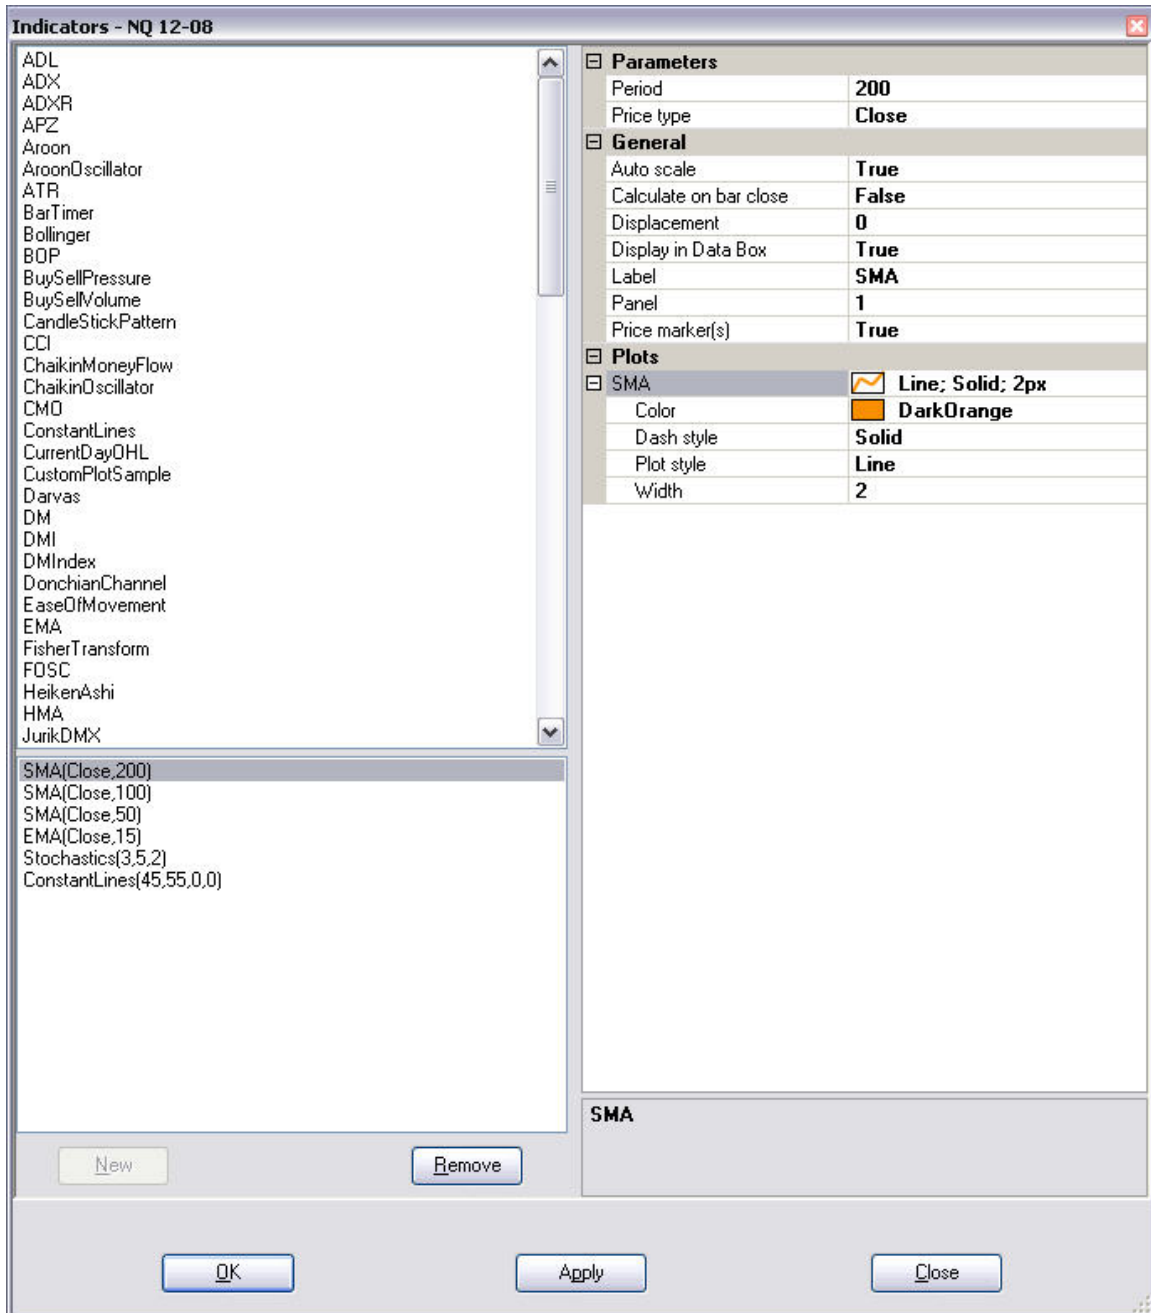 Indicators - NQ 12-08
ADL
ADX
ADXR
APZ
Aroon
AroonOscillator
ATR
BarTimer
Bollinger
BOP
BuySellPressure
BuySellVolume
CandleStickPattern
CCI
ChaikinMoneyFlow
ChaikinOscillator
CMO
ConstantLines
CurrentDayOHL
CustomPlotSample
Darvas
DM
DMI
DMIndex
DonchianChannel
EaseOfMovement
EMA
FisherTransform
FOSC
HeikenAshi
HMA
JurikDMX
SMA(Close,200)
SMA(Close,100)
SMA(Close,50)
EMA(Close,15)
Stochastics(3,5,2)
ConstantLines(45,55,0,0)
New Remove
Parameters
Period 200
Price type Close
General
Auto scale True
Calculate on bar close False
Displacement 0
Display in Data Box True
Label SMA
Panel 1
Price marker(s) True
Plots
SMA Line; Solid; 2px
Color DarkOrange
Dash style Solid
Plot style Line
Width 2
SMA
OK Apply Close